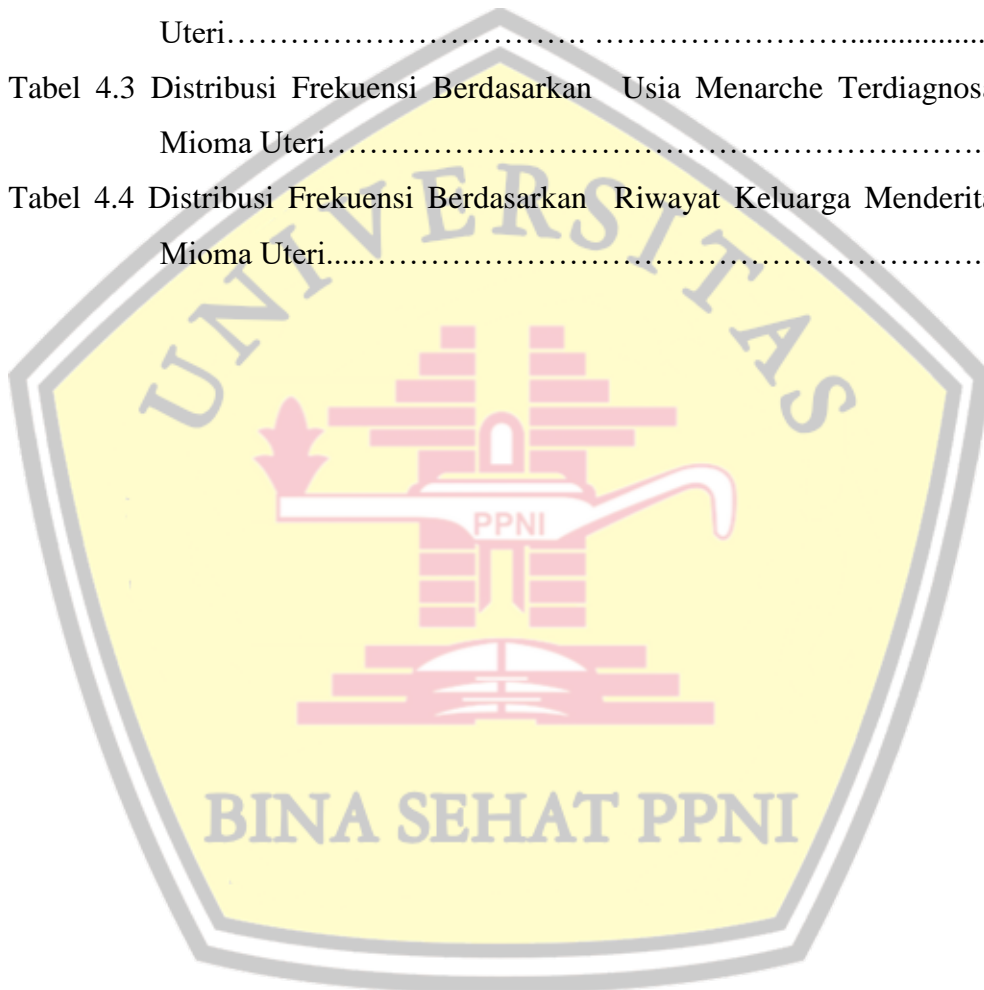 Uteri…………………………….. ……………………..................
Tabel 4.3 Distribusi Frekuensi Berdasarkan Usia Menarche Terdiagnosa
Mioma Uteri……………….…………………………………….
Tabel 4.4 Distribusi Frekuensi Berdasarkan Riwayat Keluarga Menderita
Mioma Uteri.....………………………………………………….
UNIVERSITAS
PPNI
BINA SEHAT PPNI